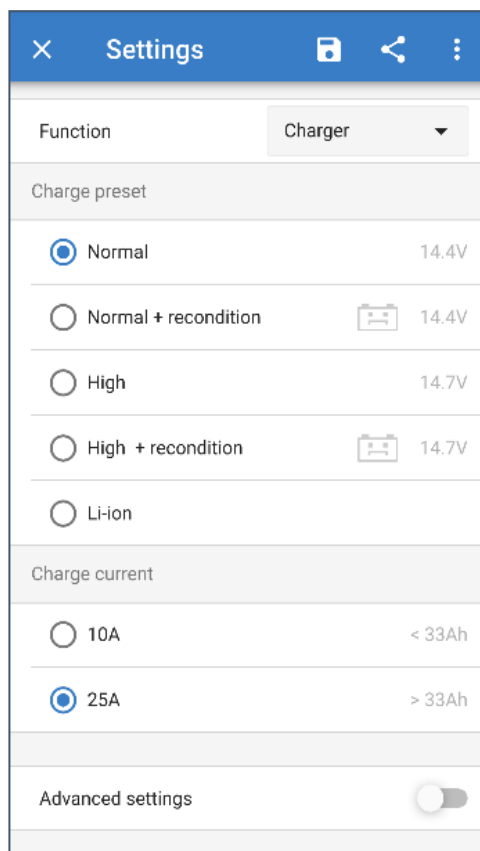 Settings
Function Charger
Charge preset
Normal 14.4V
Normal + recondition 14.4V
High 14.7V
High + recondition 14.7V
Li-ion
Charge current
10A < 33Ah
25A > 33Ah
Advanced settings